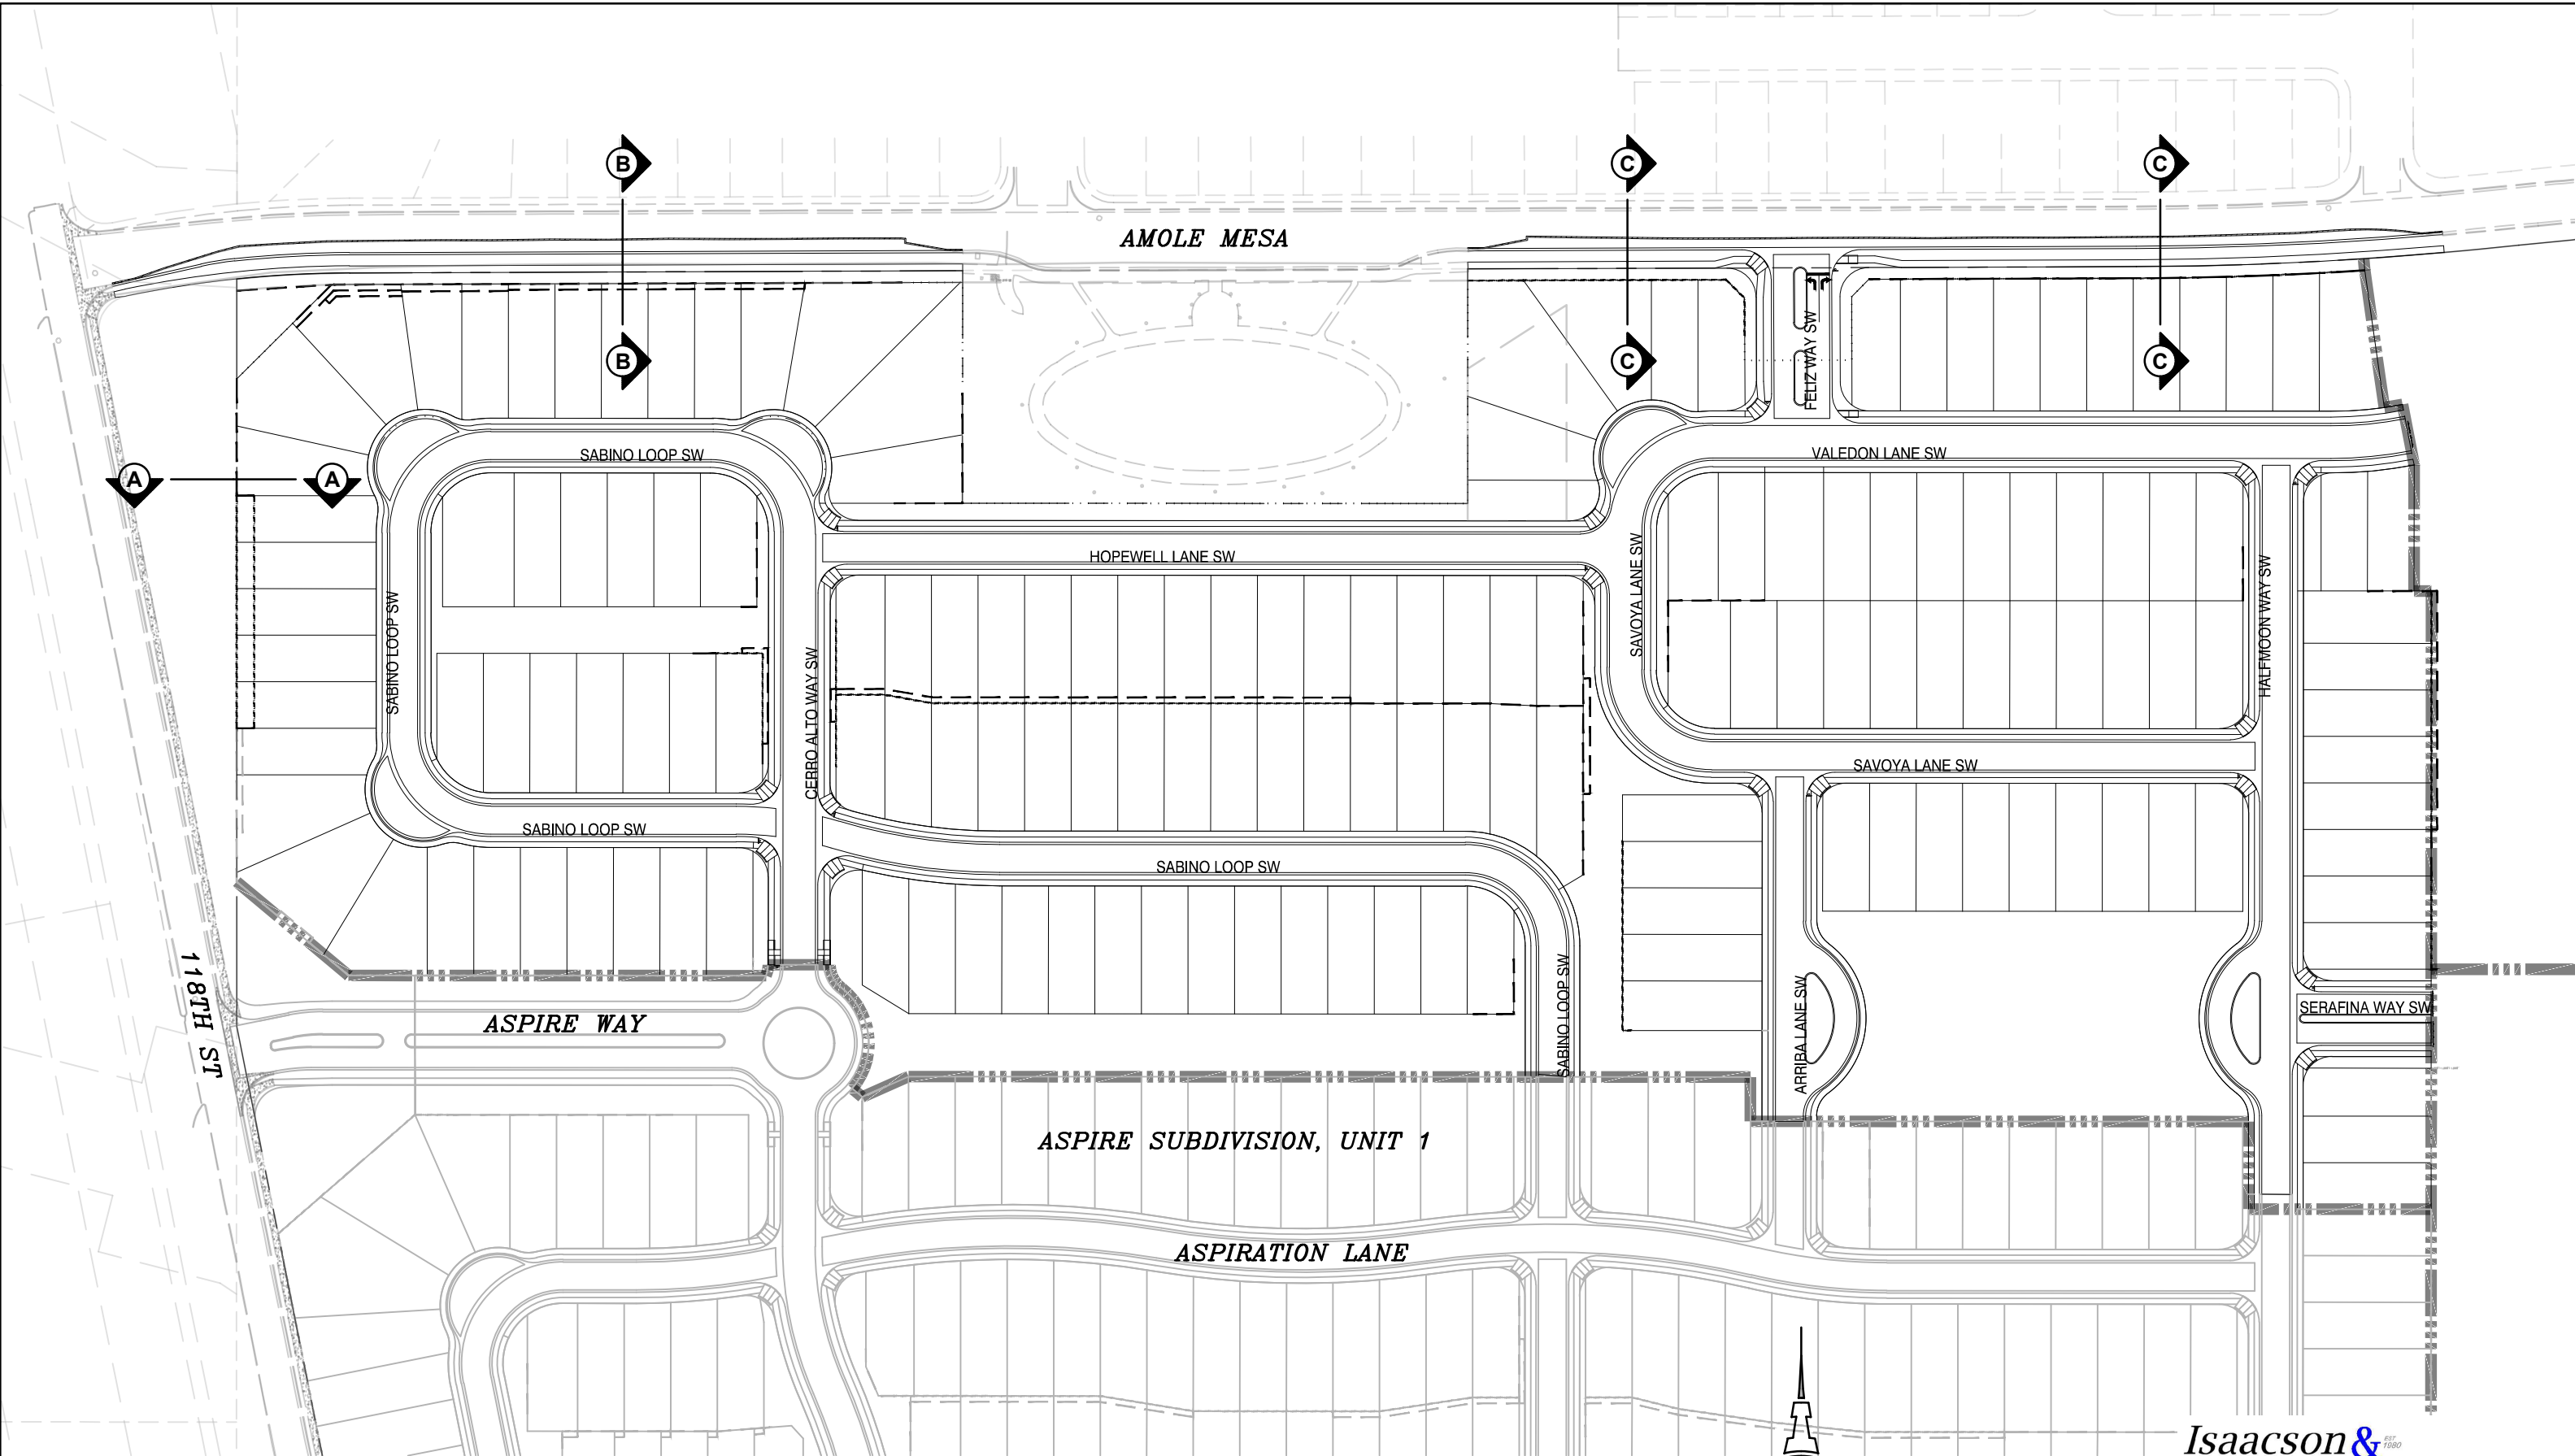 B
C
C
AMOLE MESA
B
C
C
FELIZ WAY SW
SABINO LOOP SW
VALEDON LANE SW
A
A
HOPEWELL LANE SW
SAVOYA LANE SW
HALFMOON WAY SW
SABINO LOOP SW
CERRO ALTO WAY SW
SAVOYA LANE SW
SABINO LOOP SW
SABINO LOOP SW
118TH ST
ASPIRE WAY
SABINO LOOP SW
ARRIBA LANE SW
SERAFINA WAY SW
ASPIRE SUBDIVISION, UNIT 1
ASPIRATION LANE
Isaacson &
EST
1980